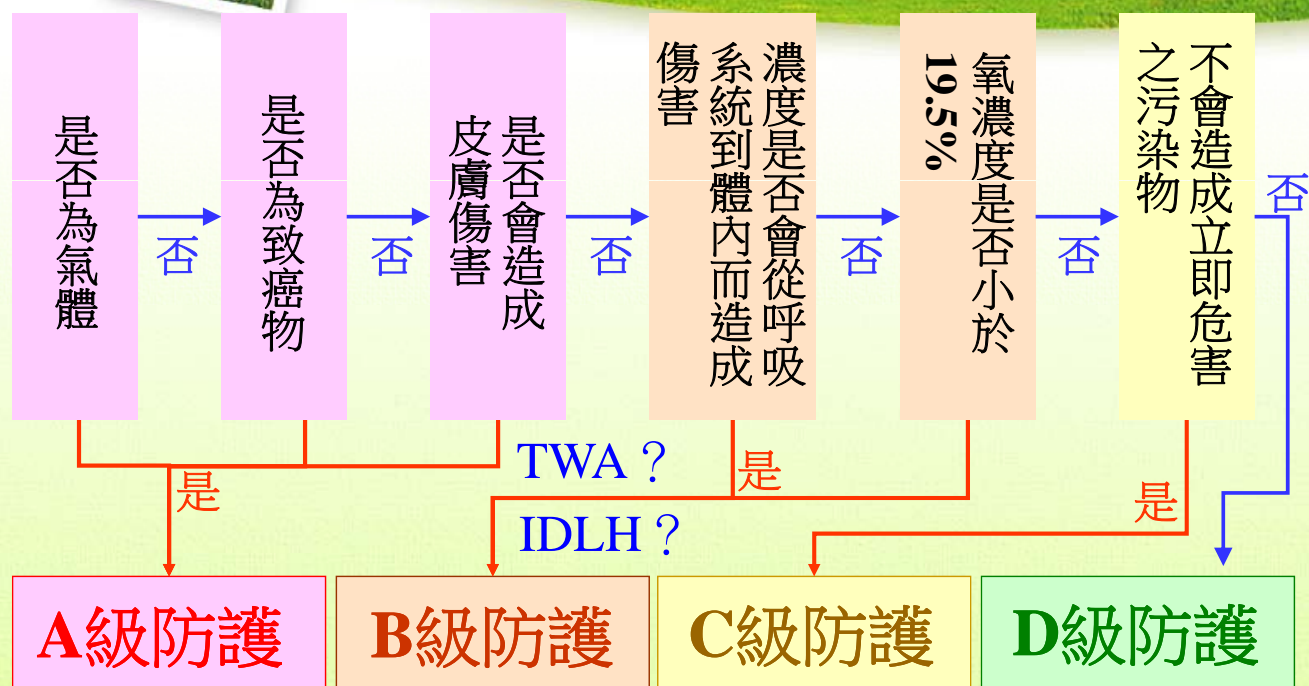 是否為氣體
是否為致癌物
是否會造成
皮膚傷害
濃度是否會從呼吸
系統到體內而造成
傷害
氧濃度是否小於
19.5%
不會造成立即危害
之污染物
否
否
否
否
否
否
TWA？
IDLH？
是
是
是
A級防護
B級防護
C級防護
D級防護